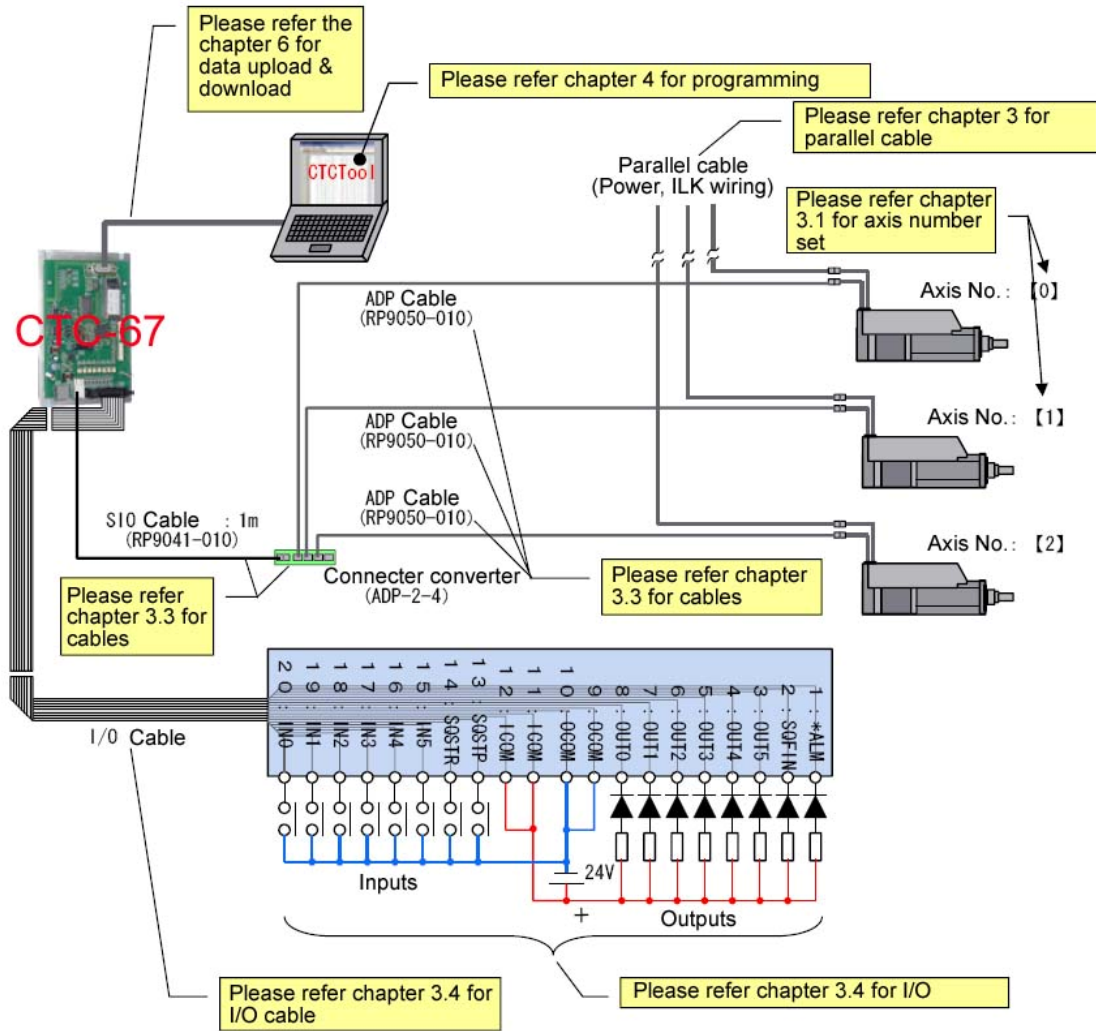 Please refer the
chapter 6 for
data upload &
download
Please refer chapter 4 for programming
Please refer chapter 3 for
parallel cable
CTCTool
Parallel cable
(Power, ILK wiring)
Please refer chapter
3.1 for axis number
set
CTC-67
ADP Cable
(RP9050-010)
Axis No.: 【0】
ADP Cable
(RP9050-010)
Axis No.: 【1】
ADP Cable
(RP9050-010)
SIO Cable : 1m
(RP9041-010)
Axis No.: 【2】
Connecter converter
(ADP-2-4)
Please refer
chapter 3.3 for
cables
Please refer chapter
3.3 for cables
20:IN0
19:IN1
18:IN2
17:IN3
16:IN4
15:IN5
14:SQSTR
13:SQSTP
12:ICOM
11:ICOM
10:OCOM
9:OCOM
8:OUT0
7:OUT1
6:OUT2
5:OUT3
4:OUT4
3:OUT5
2:SQFIN
1:*ALM
I/O Cable
24V
Inputs
+
Outputs
Please refer chapter 3.4 for
I/O cable
Please refer chapter 3.4 for I/O